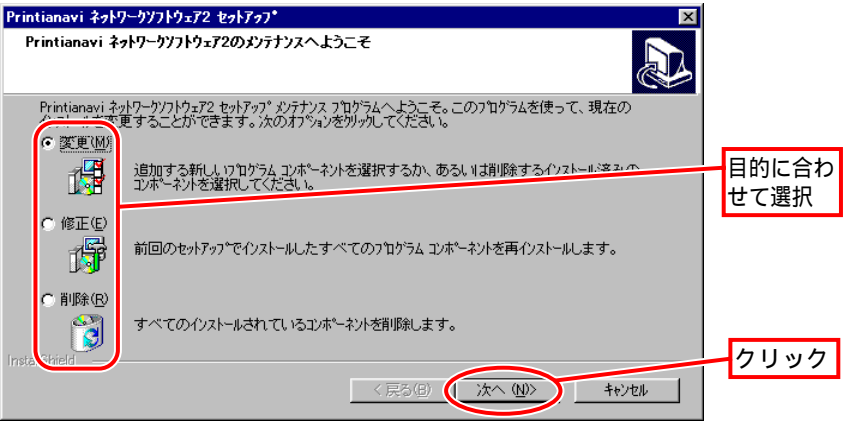 Printianavi ネットワークソフトウェア2 セットアップ
Printianavi ネットワークソフトウェア2のメンテナンスへようこそ
Printianavi ネットワークソフトウェア2 セットアップ メンテナンス プログラムへようこそ。このプログラムを使って、現在の
インストールを変更することができます。次のオプションをクリックしてください。
変更(M)
追加する新しいプログラム コンポーネントを選択するか、あるいは削除するインストール済みの
コンポーネントを選択してください。
目的に合わ
せて選択
修正(E)
前回のセットアップでインストールしたすべてのプログラム コンポーネントを再インストールします。
削除(R)
すべてのインストールされているコンポーネントを削除します。
InstallShield
クリック
< 戻る(B)
次へ (N)>
キャンセル